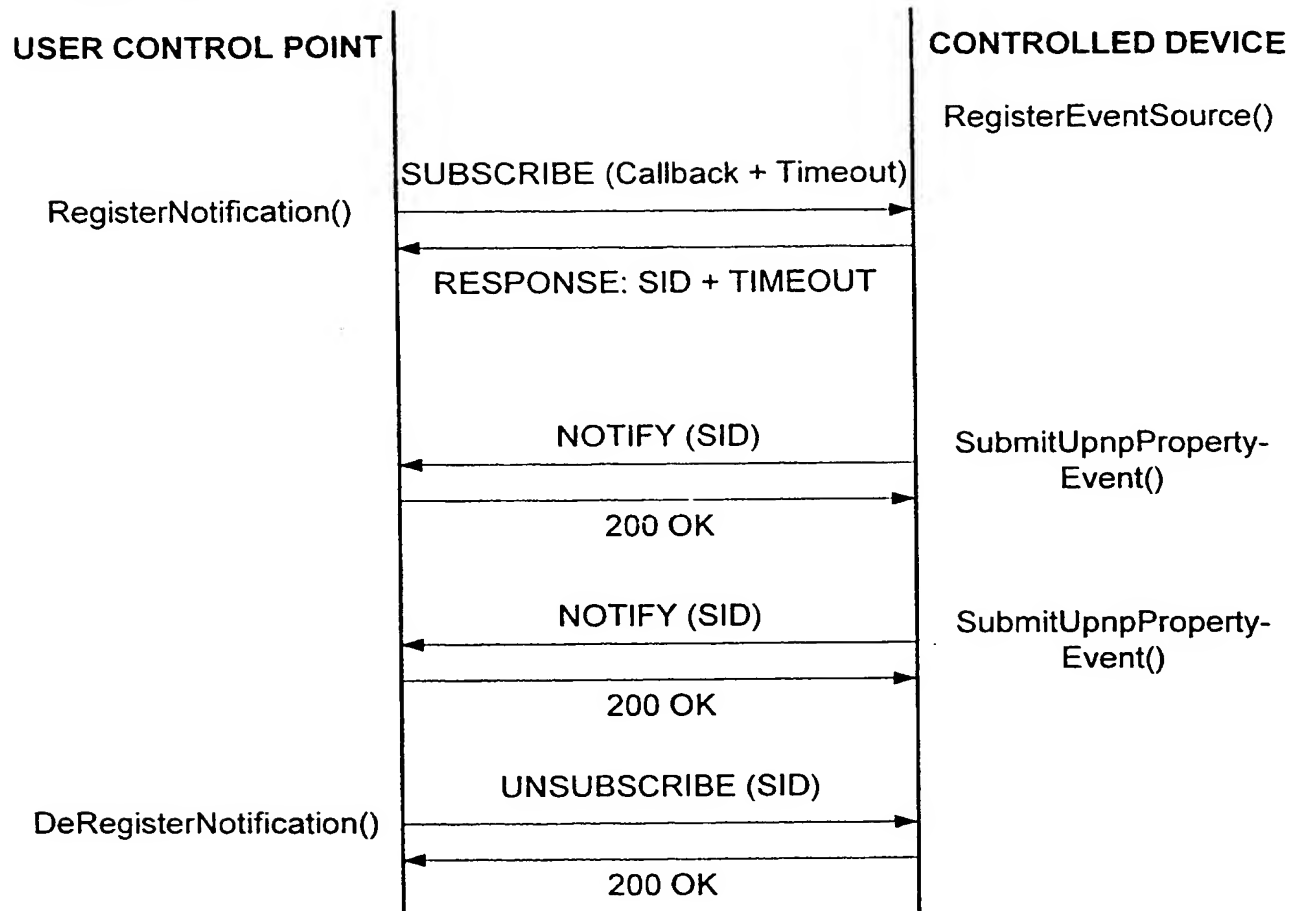 USER CONTROL POINT
CONTROLLED DEVICE
RegisterEventSource()
SUBSCRIBE (Callback + Timeout)
RegisterNotification()
RESPONSE: SID + TIMEOUT
NOTIFY (SID)
SubmitUpnpProperty-
Event()
200 OK
NOTIFY (SID)
SubmitUpnpProperty-
Event()
200 OK
UNSUBSCRIBE (SID)
DeRegisterNotification()
200 OK